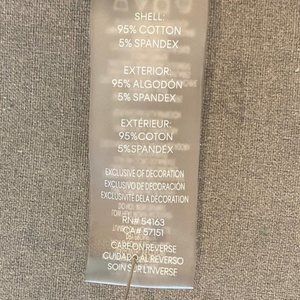 SHELL:
95% COTTON
5% SPANDEX
EXTERIOR:
95% ALGODÓN
5% SPANDEX
EXTÉRIEUR:
95%COTON
5%SPANDEX
EXCLUSIVE OF DECORATION
EXCLUSIVO DE DECORACIÓN
EXCLUSIVITÉ DELA DÉCORATION
RN# 54163
CA# 57151
CARE ON REVERSE
CUIDADO AL REVERSO
SOIN SUR L'INVERSE